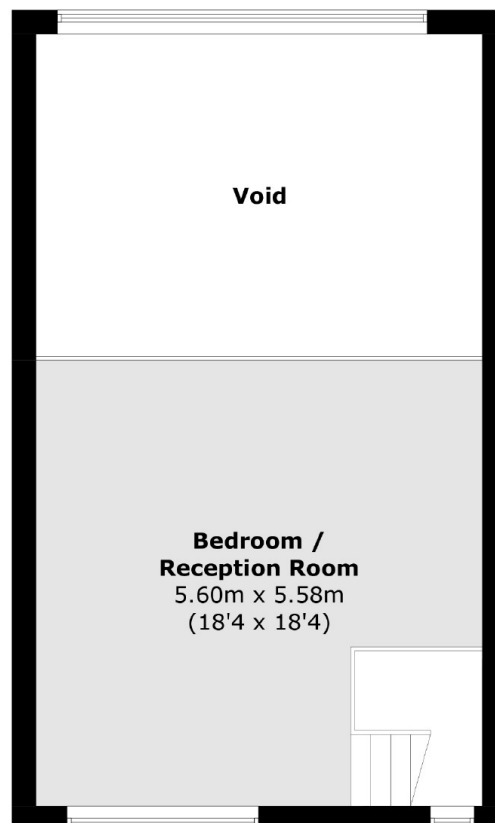 Void
Bedroom /
Reception Room
5.60m x 5.58m
(18'4 x 18'4)